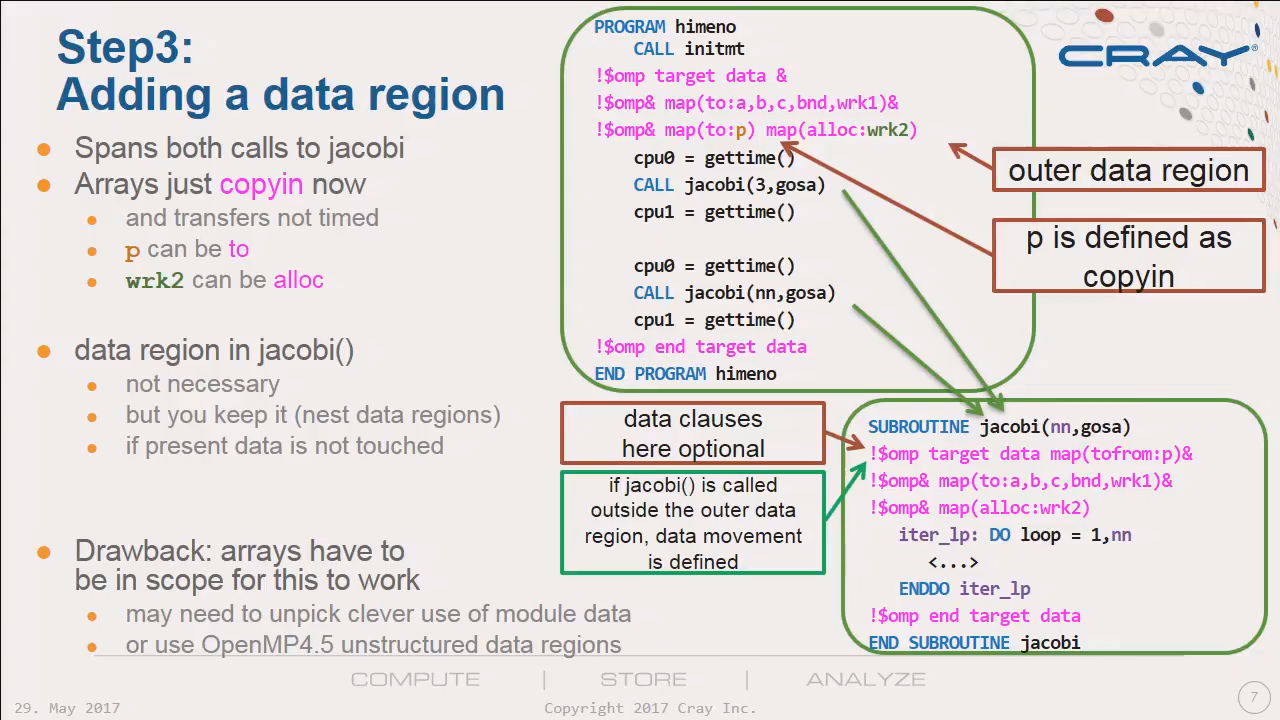 Step3:
Adding a data region
Spans both calls to jacobi
Arrays just copyin now
and transfers not timed
p can be to
wrk2 can be alloc
data region in jacobi()
not necessary
but you keep it (nest data regions)
if present data is not touched
Drawback: arrays have to
be in scope for this to work
may need to unpick clever use of module data
or use OpenMP4.5 unstructured data regions
PROGRAM himeno
CALL initmt
!$omp target data &
!$omp& map(to:a,b,c,bnd,wrk1)&
!$omp& map(to:p) map(alloc:wrk2)
cpu0 = gettime()
CALL jacobi(3,gosa)
cpu1 = gettime()
cpu0 = gettime()
CALL jacobi(nn,gosa)
cpu1 = gettime()
!$omp end target data
END PROGRAM himeno
CRAY®
outer data region
p is defined as
copyin
data clauses
here optional
if jacobi() is called
outside the outer data
region, data movement
is defined
SUBROUTINE jacobi(nn,gosa)
!$omp target data map(tofrom:p)&
!$omp& map(to:a,b,c,bnd,wrk1)&
!$omp& map(alloc:wrk2)
iter_lp: DO loop = 1,nn
<...>
ENDDO iter_lp
!$omp end target data
END SUBROUTINE jacobi
COMPUTE | STORE | ANALYZE
29. May 2017
Copyright 2017 Cray Inc.
7